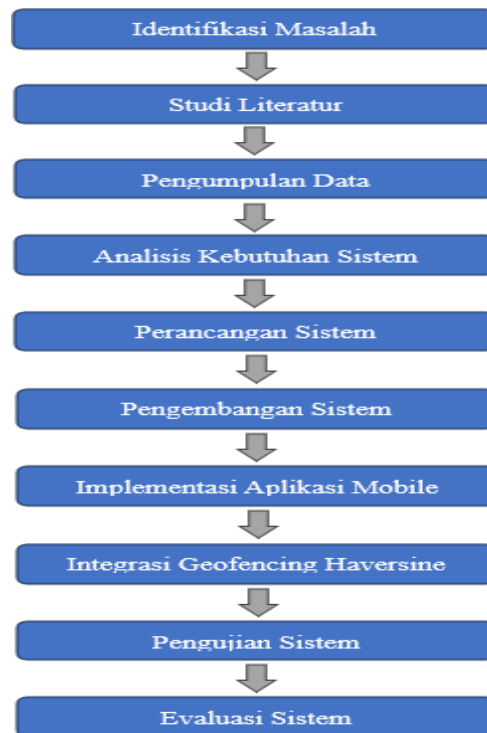 Identifikasi Masalah
Studi Literatur
Pengumpulan Data
Analisis Kebutuhan Sistem
Perancangan Sistem
Pengembangan Sistem
Implementasi Aplikasi Mobile
Integrasi Geofencing Haversine
Pengujian Sistem
Evaluasi Sistem